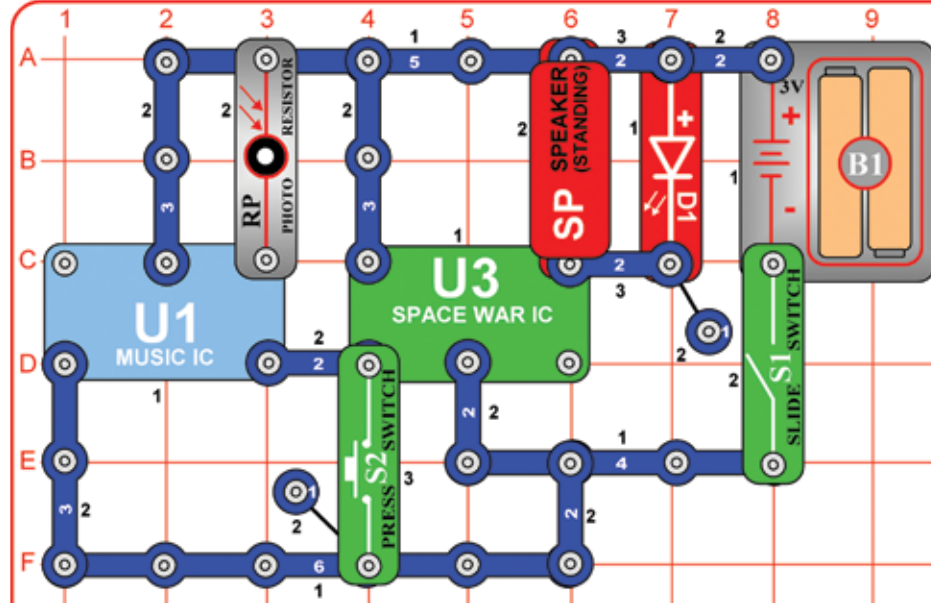 1 2 3 4 5 6 7 8 9
A
B
C
D
E
F
1
5
3
2
2
2
2
3
2
RP
PHOTO
RESISTOR
3
2
SP
SPEAKER
(STANDING)
1
+
D1
3V
+
-
1
B1
U1
MUSIC IC
1
1
U3
SPACE WAR IC
2
3
1
2
2
2
S2
PRESS
SWITCH
3
2
2
1
4
2
S1
SLIDE
SWITCH
2
2
3
2
1
2
6
1